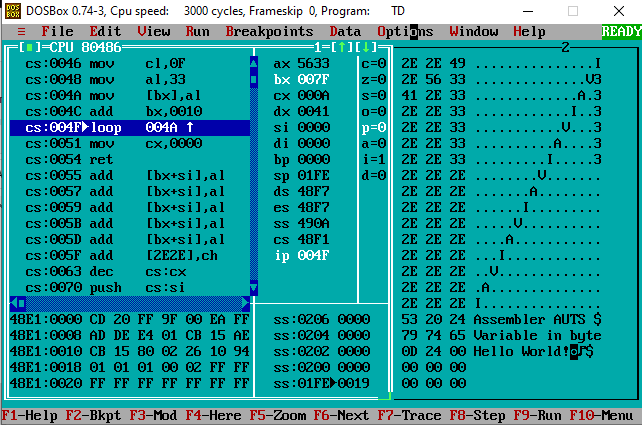 DOSBox 0.74-3, Cpu speed: 3000 cycles, Frameskip 0, Program: TD
≡ File Edit View Run Breakpoints Data Options Window Help READY
[■]=CPU 80486 1=[↑][↓] 2
cs:0046 mov cl,0F ax 5633 c=0 2E 2E 49 ..............I
cs:0048 mov al,33 bx 007F z=0 2E 56 33 .............V3
cs:004A mov [bx],al cx 000A s=0 41 2E 33 ............A.3
cs:004C add bx,0010 dx 0041 o=0 2E 2E 33 ...........I..3
cs:004F►loop 004A ↑ si 0000 p=0 2E 2E 33 ..........V...3
cs:0051 mov cx,0000 di 0000 a=0 2E 2E 33 .........A....3
cs:0054 ret bp 0000 i=1 2E 2E 33 ........I.....3
cs:0055 add [bx+si],al sp 01FE d=0 2E 2E 2E .......V.......
cs:0057 add [bx+si],al ds 48F7 2E 2E 2E ......A........
cs:0059 add [bx+si],al es 48F7 2E 2E 2E .....I.........
cs:005B add [bx+si],al ss 490A 2E 2E 2E ....V..........
cs:005D add [bx+si],al cs 48F1 2E 2E 2E ...A...........
cs:005F add [2E2E],ch ip 004F 2E 2E 2E ..I............
cs:0063 dec cs:cx 2E 2E 2E .V.............
cs:0070 push cs:si 2E 2E 2E .A.............
2E 2E 2E I..............
48E1:0000 CD 20 FF 9F 00 EA FF ss:0206 0000 53 20 24 Assembler AUTS $
48E1:0008 AD DE E4 01 CB 15 AE ss:0204 0000 79 74 65 Variable in byte
48E1:0010 CB 15 80 02 26 10 94 ss:0202 0000 0D 24 00 Hello World!o♪$
48E1:0018 01 01 01 00 02 FF FF ss:0200 0000 00 00 00
48E1:0020 FF FF FF FF FF FF FF ss:01FE►0019 00 00 00
F1-Help F2-Bkpt F3-Mod F4-Here F5-Zoom F6-Next F7-Trace F8-Step F9-Run F10-Menu